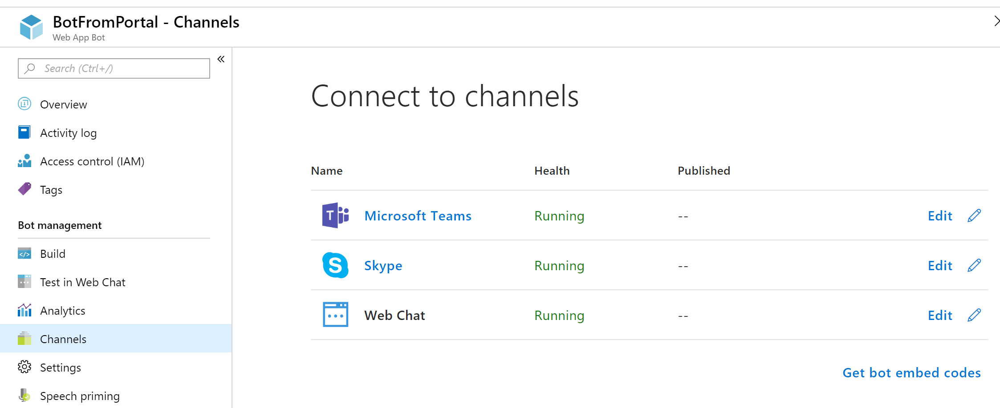 BotFromPortal - Channels
Web App Bot
Search (Ctrl+/)
Overview
Activity log
Access control (IAM)
Tags
Bot management
Build
Test in Web Chat
Analytics
Channels
Settings
Speech priming
Connect to channels
Name Health Published
Microsoft Teams Running -- Edit
Skype Running -- Edit
Web Chat Running -- Edit
Get bot embed codes